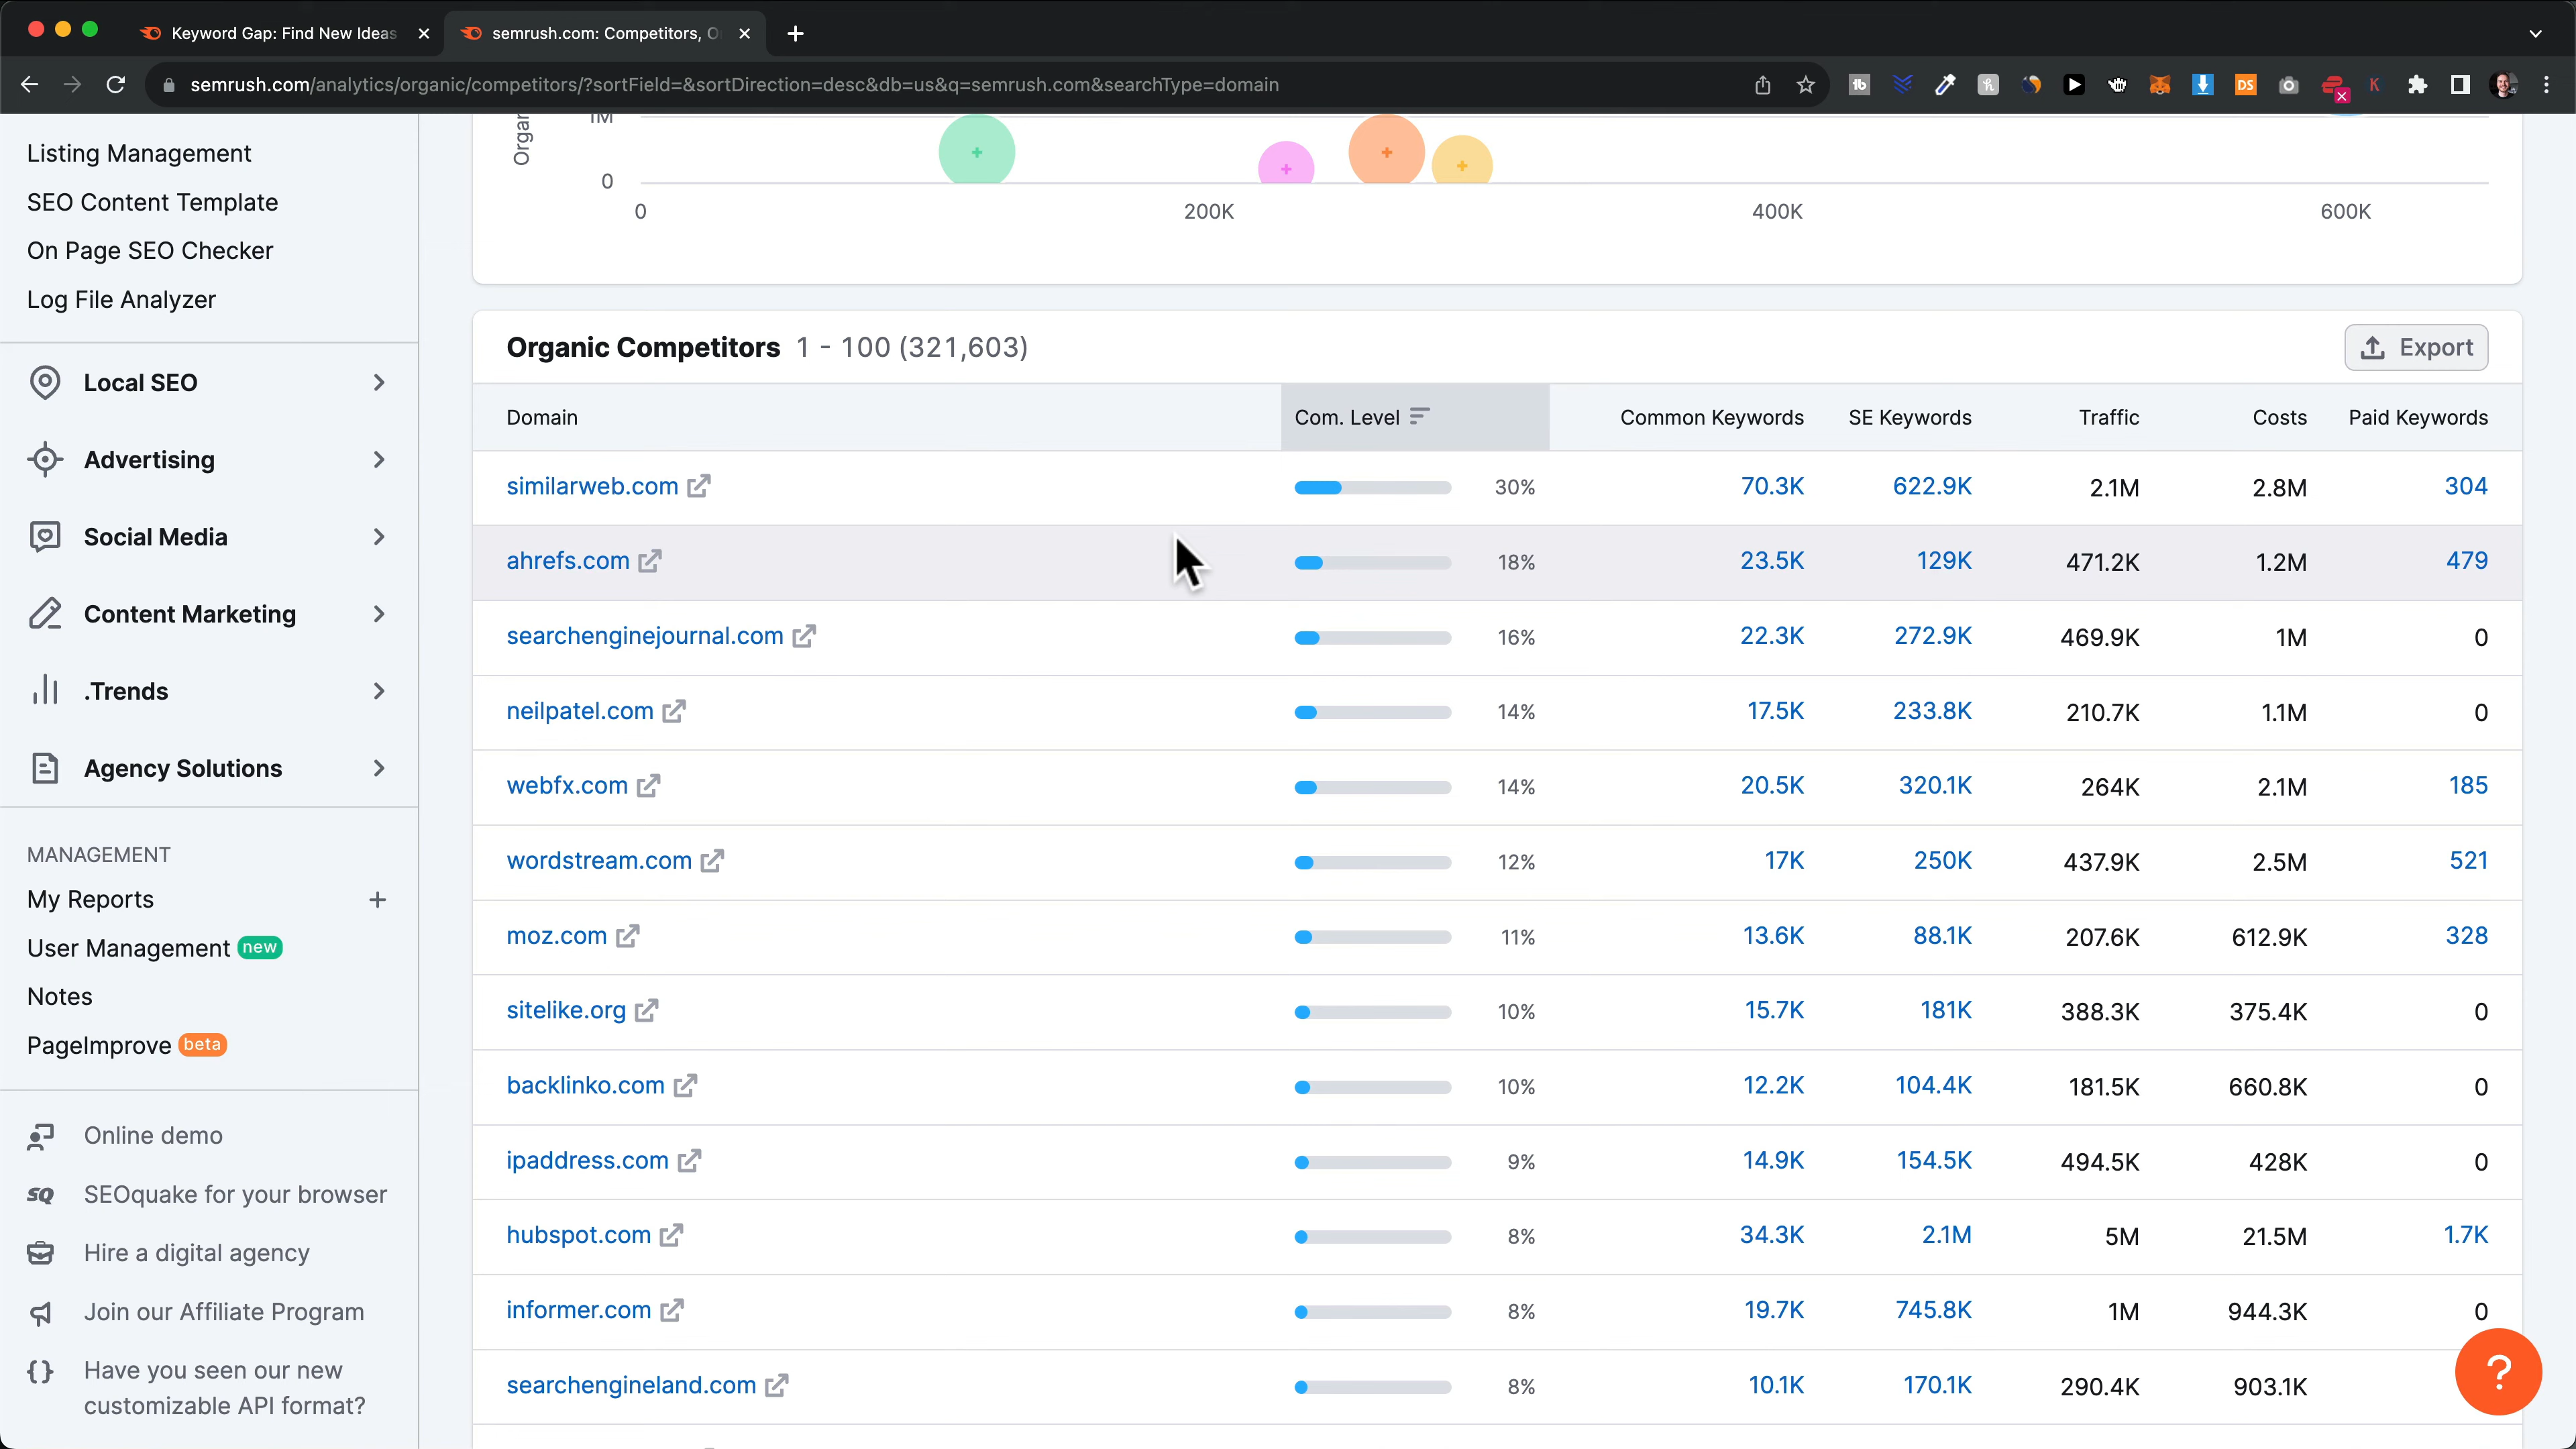 Keyword Gap: Find New Ideas
semrush.com: Competitors, O
semrush.com/analytics/organic/competitors/?sortField=&sortDirection=desc&db=us&q=semrush.com&searchType=domain
Listing Management
SEO Content Template
On Page SEO Checker
Log File Analyzer
Local SEO
Advertising
Social Media
Content Marketing
.Trends
Agency Solutions
MANAGEMENT
My Reports
User Management new
Notes
PageImprove beta
Online demo
SQ SEOquake for your browser
Hire a digital agency
Join our Affiliate Program
{} Have you seen our new
customizable API format?
Organ
1M
0
0 200K 400K 600K
Organic Competitors 1 - 100 (321,603)
Export
Domain Com. Level Common Keywords SE Keywords Traffic Costs Paid Keywords
similarweb.com 30% 70.3K 622.9K 2.1M 2.8M 304
ahrefs.com 18% 23.5K 129K 471.2K 1.2M 479
searchenginejournal.com 16% 22.3K 272.9K 469.9K 1M 0
neilpatel.com 14% 17.5K 233.8K 210.7K 1.1M 0
webfx.com 14% 20.5K 320.1K 264K 2.1M 185
wordstream.com 12% 17K 250K 437.9K 2.5M 521
moz.com 11% 13.6K 88.1K 207.6K 612.9K 328
sitelike.org 10% 15.7K 181K 388.3K 375.4K 0
backlinko.com 10% 12.2K 104.4K 181.5K 660.8K 0
ipaddress.com 9% 14.9K 154.5K 494.5K 428K 0
hubspot.com 8% 34.3K 2.1M 5M 21.5M 1.7K
informer.com 8% 19.7K 745.8K 1M 944.3K 0
searchengineland.com 8% 10.1K 170.1K 290.4K 903.1K
?